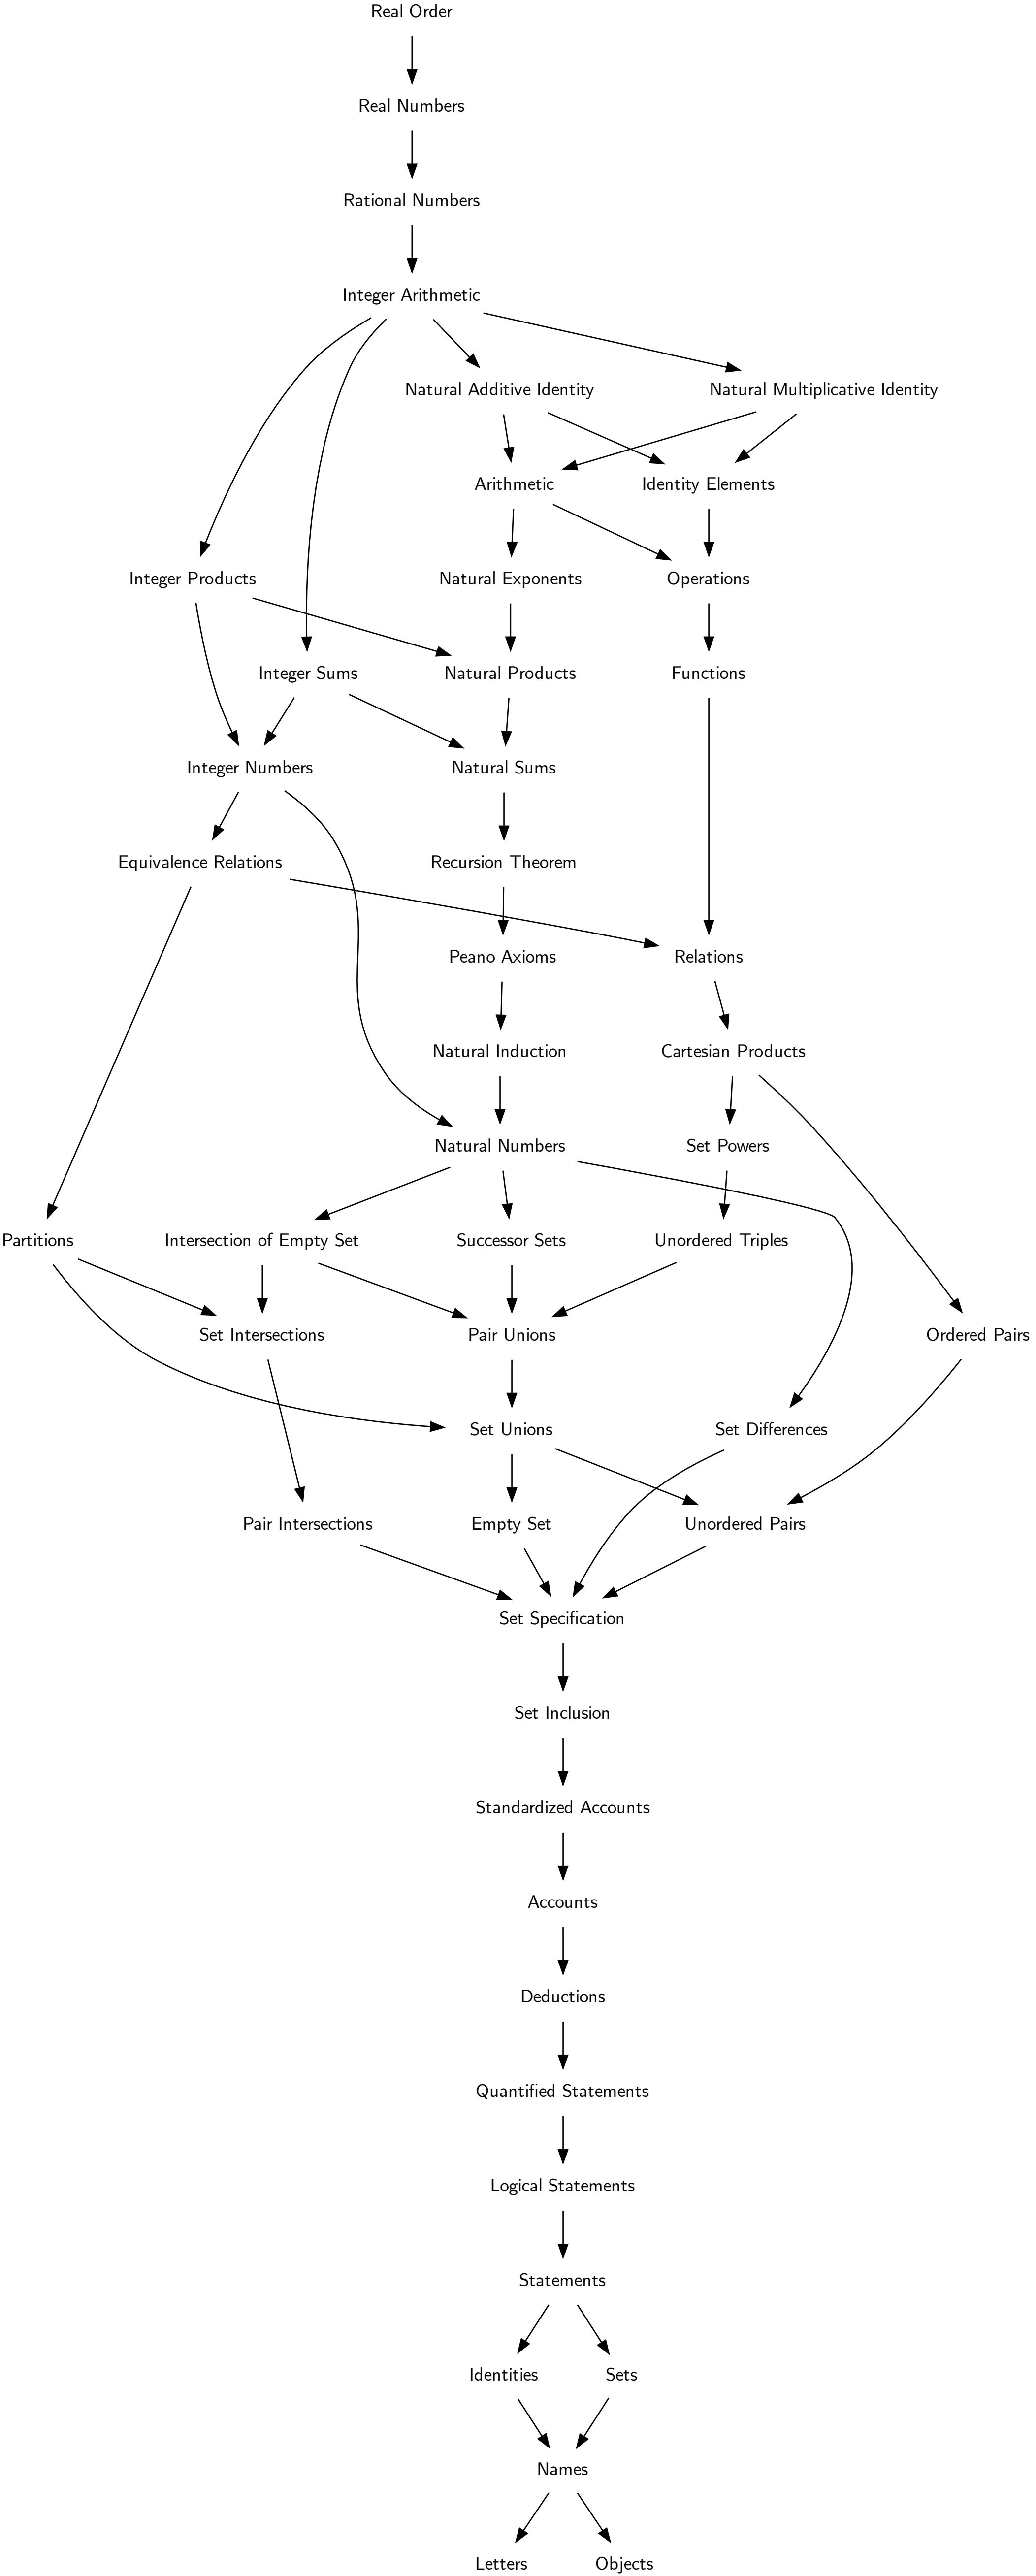 Real Order
Real Numbers
Rational Numbers
Integer Arithmetic
Natural Additive Identity
Natural Multiplicative Identity
Arithmetic
Identity Elements
Integer Products
Natural Exponents
Operations
Integer Sums
Natural Products
Functions
Integer Numbers
Natural Sums
Equivalence Relations
Recursion Theorem
Peano Axioms
Relations
Natural Induction
Cartesian Products
Natural Numbers
Set Powers
Partitions
Intersection of Empty Set
Successor Sets
Unordered Triples
Set Intersections
Pair Unions
Ordered Pairs
Set Unions
Set Differences
Pair Intersections
Empty Set
Unordered Pairs
Set Specification
Set Inclusion
Standardized Accounts
Accounts
Deductions
Quantified Statements
Logical Statements
Statements
Identities
Sets
Names
Letters
Objects